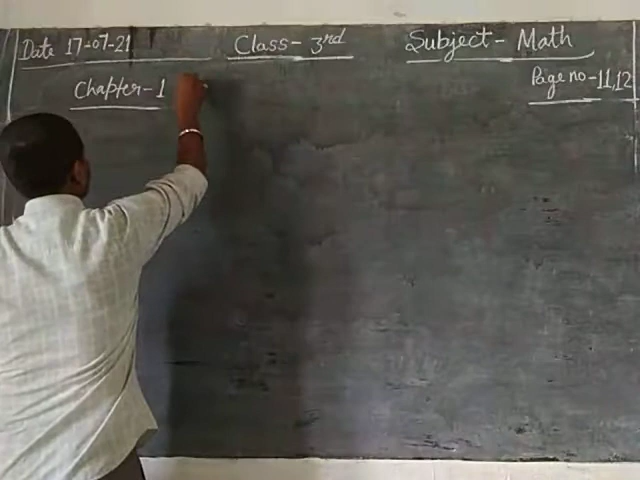 Date 17-07-21 Class- 3rd Subject- Math
Chapter-1 Page no-11,12